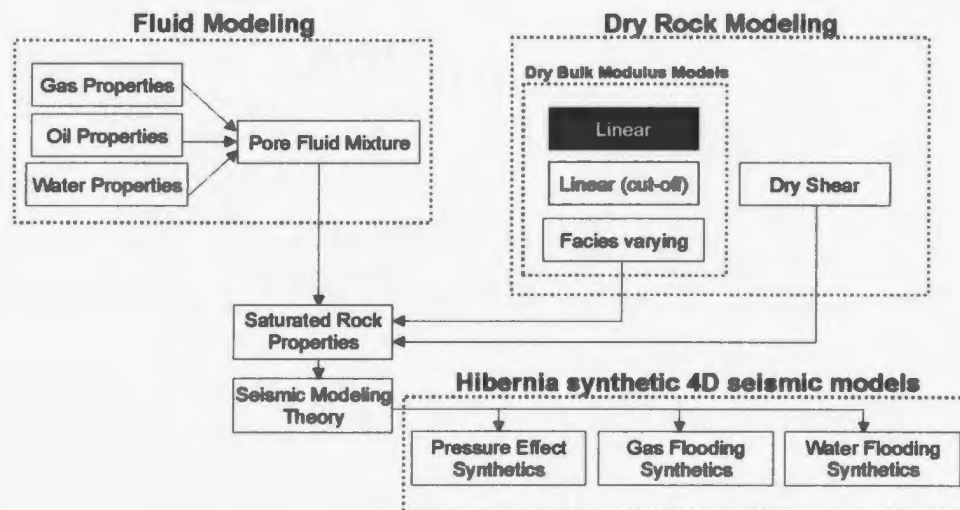 Fluid Modeling
Gas Properties
Oil Properties
Water Properties
Pore Fluid Mixture
Dry Rock Modeling
Dry Bulk Modulus Models
Linear
Linear (cut-off)
Facies varying
Dry Shear
Saturated Rock
Properties
Seismic Modeling
Theory
Hibernia synthetic 4D seismic models
Pressure Effect
Synthetics
Gas Flooding
Synthetics
Water Flooding
Synthetics